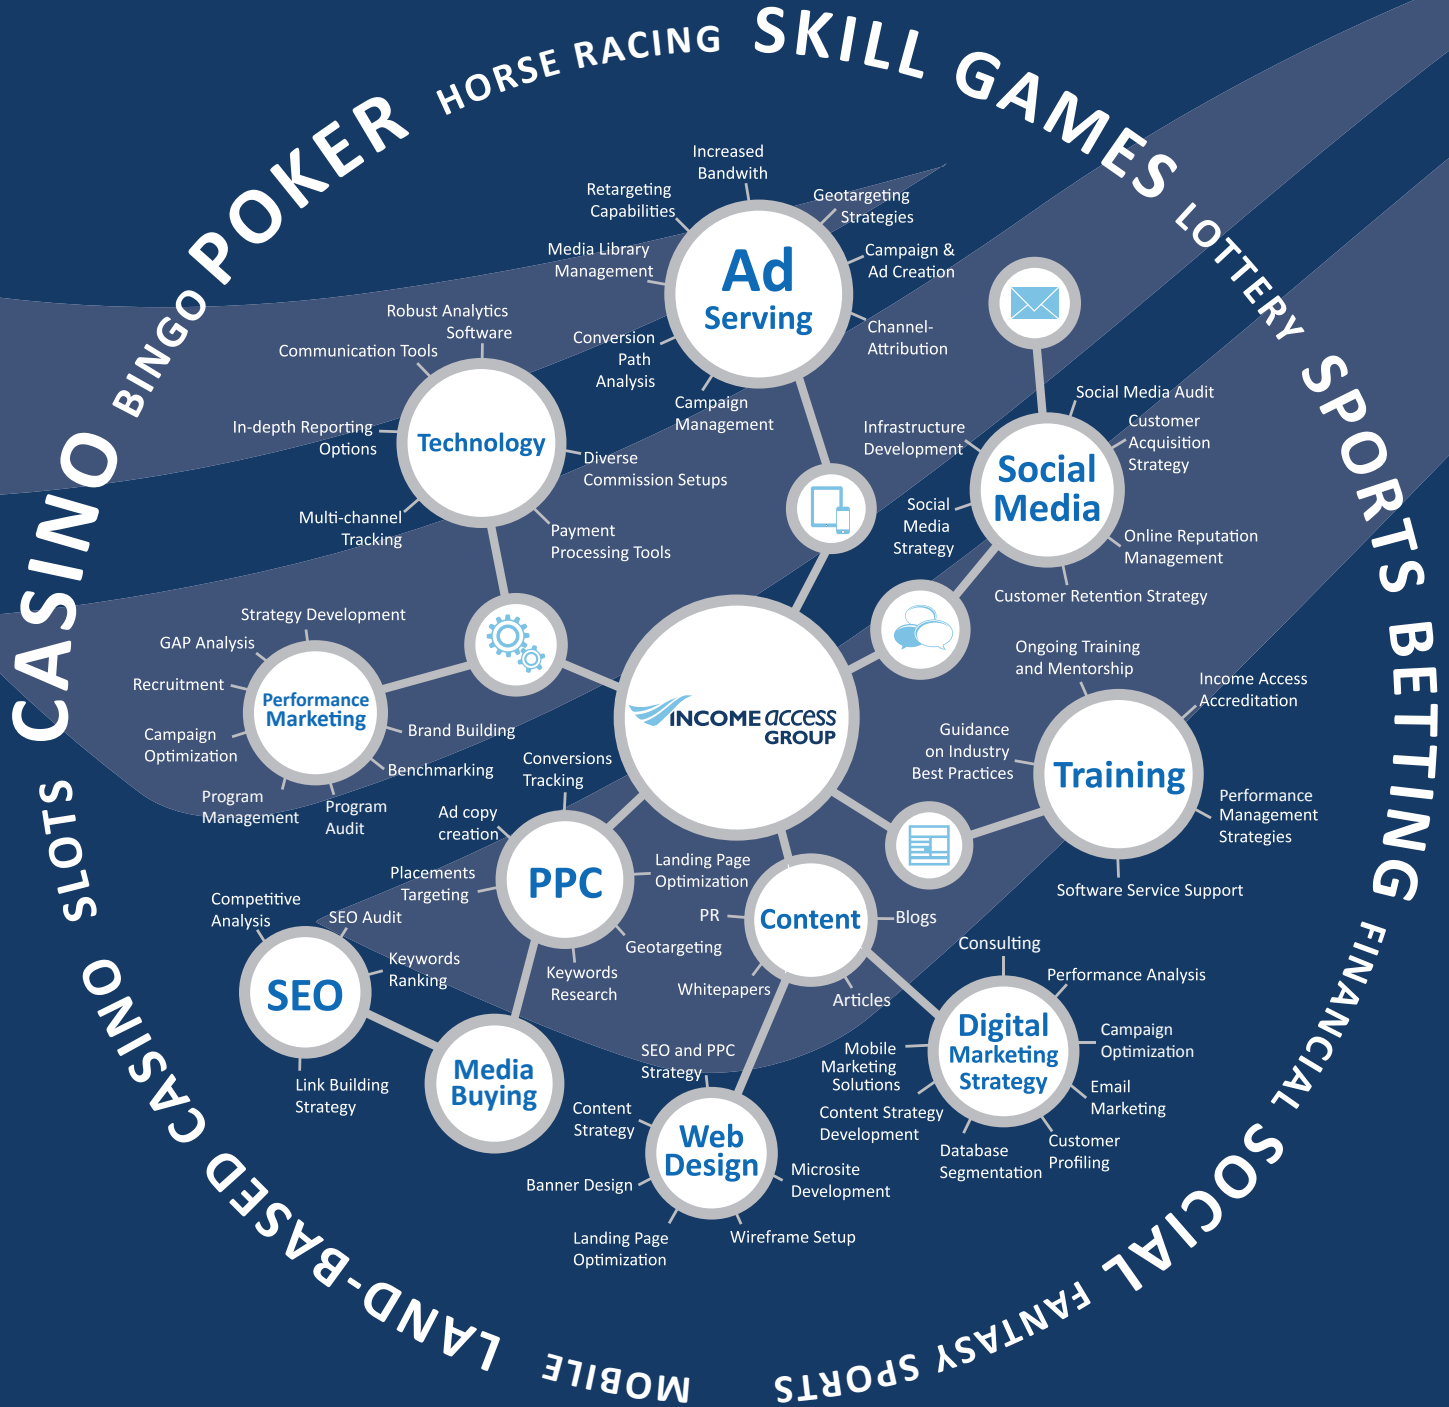 HORSE RACING
SKILL GAMES
LOTTERY
SPORTS BETTING
FINANCIAL
SOCIAL
FANTASY SPORTS
MOBILE
LAND-BASED CASINO
SLOTS
CASINO
BINGO
POKER
Increased
Bandwith
Retargeting
Capabilities
Geotargeting
Strategies
Media Library
Management
Campaign &
Ad Creation
Ad
Serving
Conversion
Path
Analysis
Channel-
Attribution
Campaign
Management
Robust Analytics
Software
Communication Tools
In-depth Reporting
Options
Technology
Diverse
Commission Setups
Multi-channel
Tracking
Payment
Processing Tools
Social Media Audit
Customer
Acquisition
Strategy
Infrastructure
Development
Social
Media
Social
Media
Strategy
Online Reputation
Management
Customer Retention Strategy
Strategy Development
GAP Analysis
Recruitment
Performance
Marketing
Campaign
Optimization
Brand Building
Benchmarking
Program
Management
Program
Audit
INCOME access
GROUP
Ongoing Training
and Mentorship
Income Access
Accreditation
Guidance
on Industry
Best Practices
Training
Performance
Management
Strategies
Software Service Support
Conversions
Tracking
Ad copy
creation
Placements
Targeting
PPC
Landing Page
Optimization
Geotargeting
Keywords
Research
PR
Content
Blogs
Whitepapers
Articles
Competitive
Analysis
SEO Audit
Keywords
Ranking
SEO
Link Building
Strategy
Media
Buying
SEO and PPC
Strategy
Content
Strategy
Web
Design
Banner Design
Microsite
Development
Landing Page
Optimization
Wireframe Setup
Consulting
Performance Analysis
Digital
Marketing
Strategy
Campaign
Optimization
Mobile
Marketing
Solutions
Email
Marketing
Content Strategy
Development
Database
Segmentation
Customer
Profiling